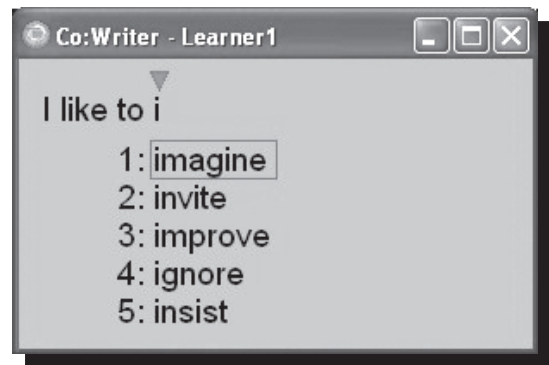 Co:Writer - Learner1
I like to i
1: imagine
2: invite
3: improve
4: ignore
5: insist